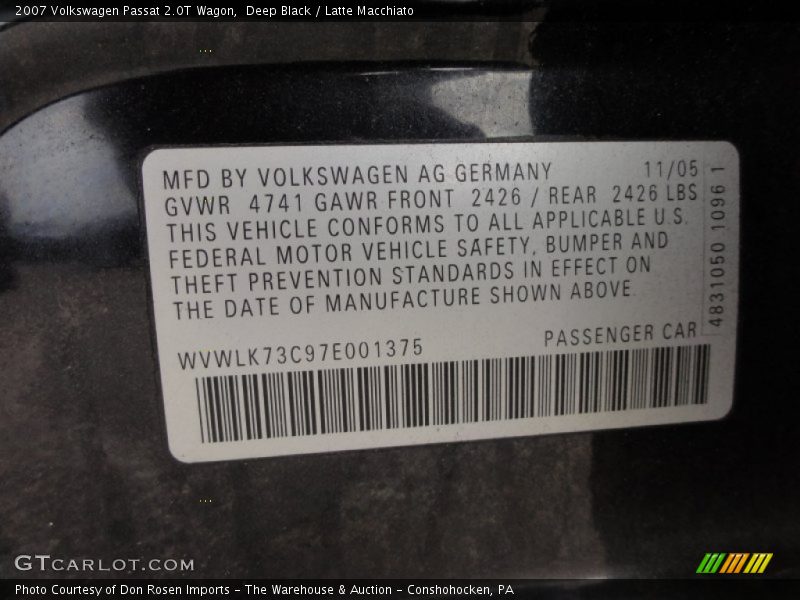 2007 Volkswagen Passat 2.0T Wagon,  Deep Black / Latte Macchiato
MFD BY VOLKSWAGEN AG GERMANY 11/05
GVWR 4741 GAWR FRONT 2426 / REAR 2426 LBS
THIS VEHICLE CONFORMS TO ALL APPLICABLE U.S.
FEDERAL MOTOR VEHICLE SAFETY, BUMPER AND
THEFT PREVENTION STANDARDS IN EFFECT ON
THE DATE OF MANUFACTURE SHOWN ABOVE
4831050 1096 1
WVWLK73C97E001375 PASSENGER CAR
GTCARLOT.COM
Photo Courtesy of Don Rosen Imports - The Warehouse & Auction - Conshohocken, PA